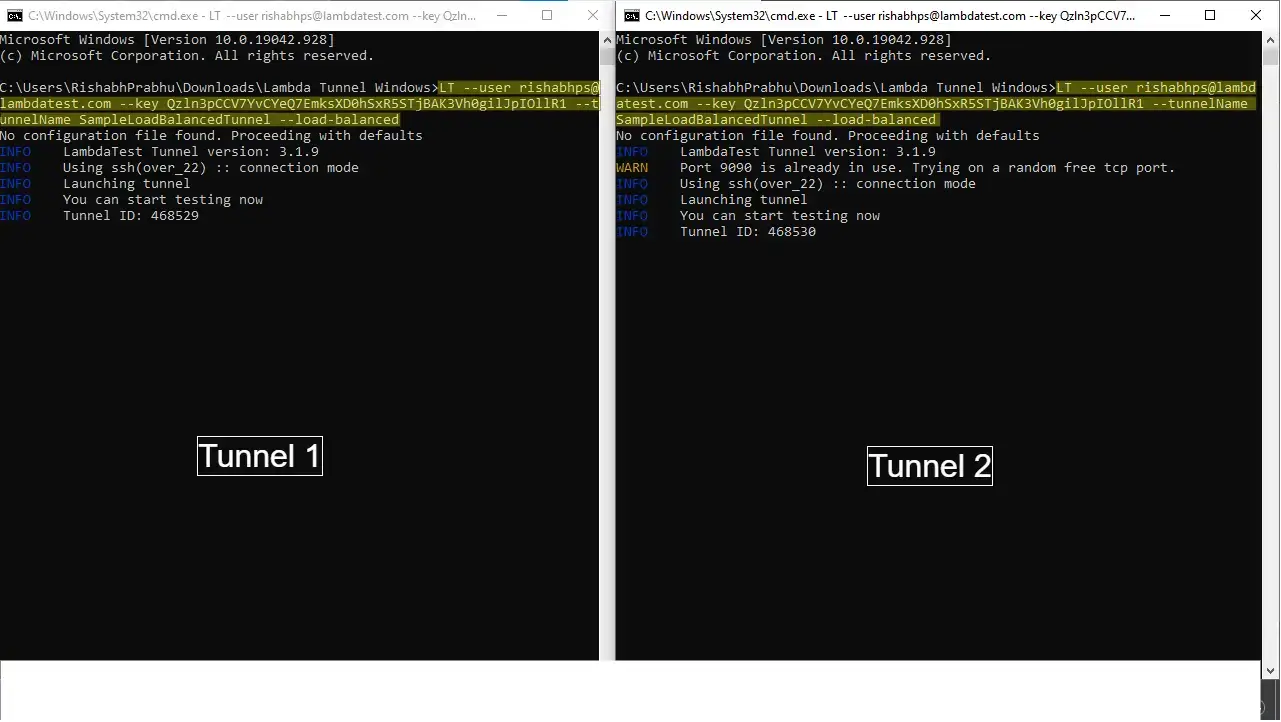 C:\Windows\System32\cmd.exe - LT --user rishabhps@lambdatest.com --key Qzln...
Microsoft Windows [Version 10.0.19042.928]
(c) Microsoft Corporation. All rights reserved.
C:\Users\RishabhPrabhu\Downloads\Lambda Tunnel Windows>LT --user rishabhps@
lambdatest.com --key Qzln3pCCV7YvCYeQ7EmksXD0hSxR5STjBAK3Vh0gilJpIOllR1 --t
unnelName SampleLoadBalancedTunnel --load-balanced
No configuration file found. Proceeding with defaults
INFO LambdaTest Tunnel version: 3.1.9
INFO Using ssh(over_22) :: connection mode
INFO Launching tunnel
INFO You can start testing now
INFO Tunnel ID: 468529
Tunnel 1
C:\Windows\System32\cmd.exe - LT --user rishabhps@lambdatest.com --key Qzln3pCCV7...
Microsoft Windows [Version 10.0.19042.928]
(c) Microsoft Corporation. All rights reserved.
C:\Users\RishabhPrabhu\Downloads\Lambda Tunnel Windows>LT --user rishabhps@lambd
atest.com --key Qzln3pCCV7YvCYeQ7EmksXD0hSxR5STjBAK3Vh0gilJpIOllR1 --tunnelName
SampleLoadBalancedTunnel --load-balanced
No configuration file found. Proceeding with defaults
INFO LambdaTest Tunnel version: 3.1.9
WARN Port 9090 is already in use. Trying on a random free tcp port.
INFO Using ssh(over_22) :: connection mode
INFO Launching tunnel
INFO You can start testing now
INFO Tunnel ID: 468530
Tunnel 2